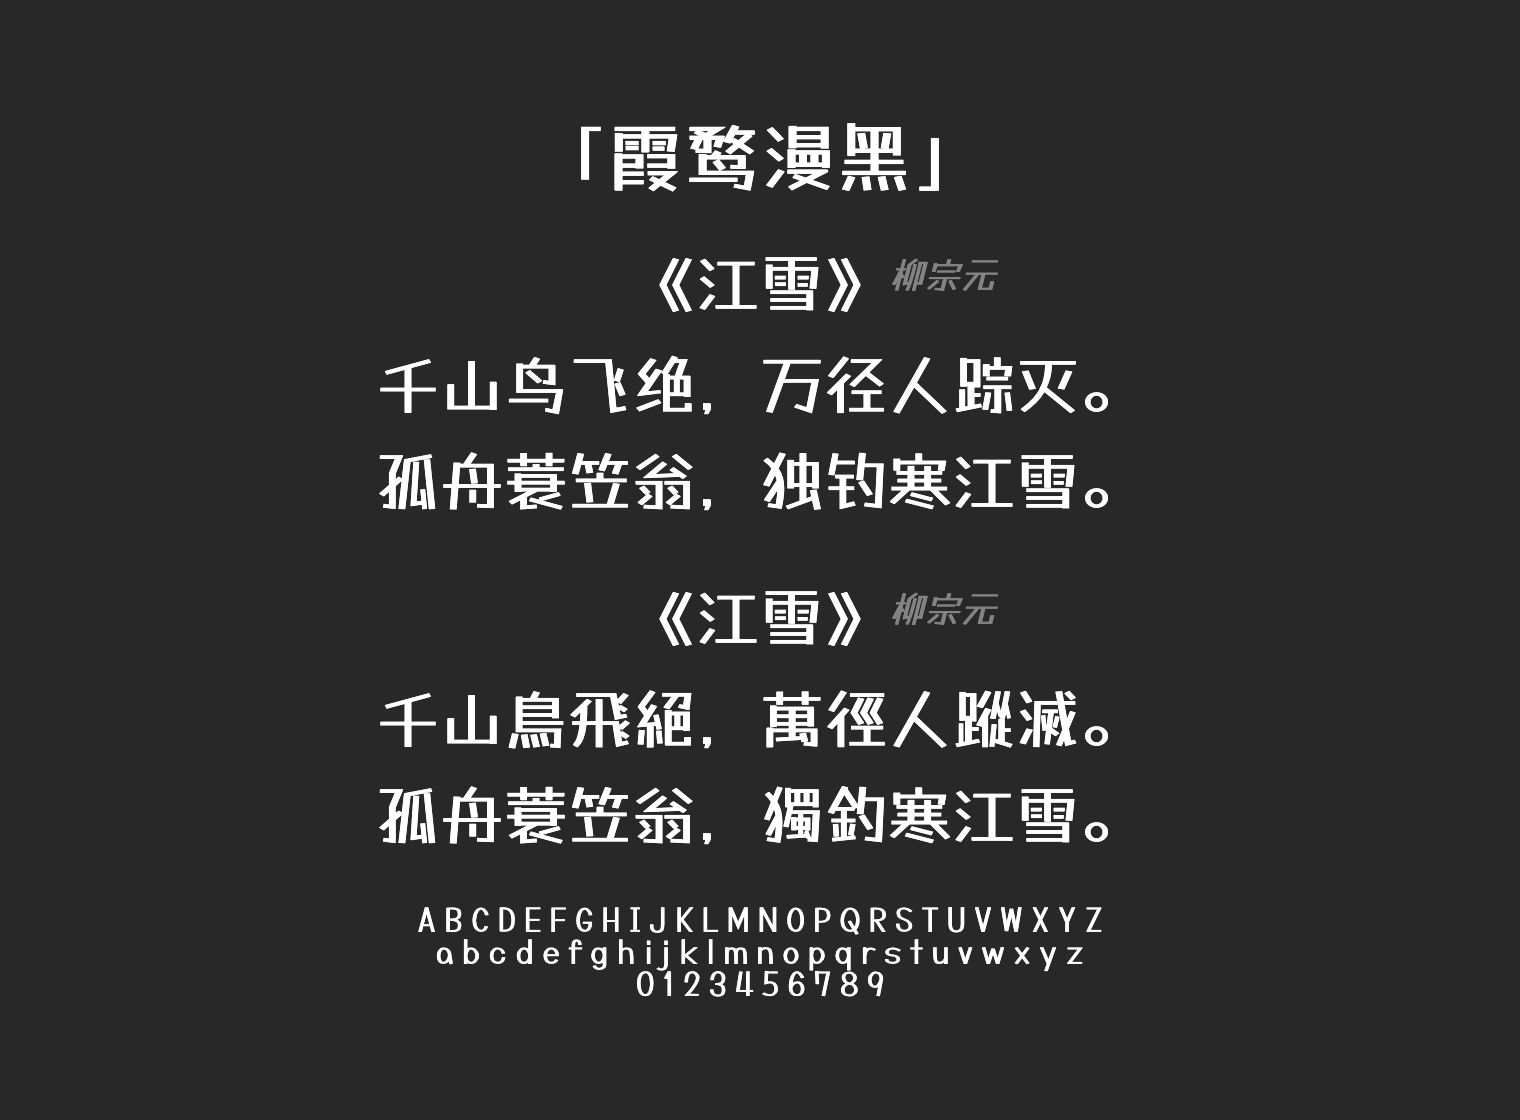 「霞鹜漫黑」
《江雪》 柳宗元
千山鸟飞绝，万径人踪灭。
孤舟蓑笠翁，独钓寒江雪。
《江雪》 柳宗元
千山鳥飛絕，萬徑人蹤滅。
孤舟蓑笠翁，獨釣寒江雪。
ABCDEFGHIJKLMNOPQRSTUVWXYZ
abcdefghijklmnopqrstuvwxyz
0123456789